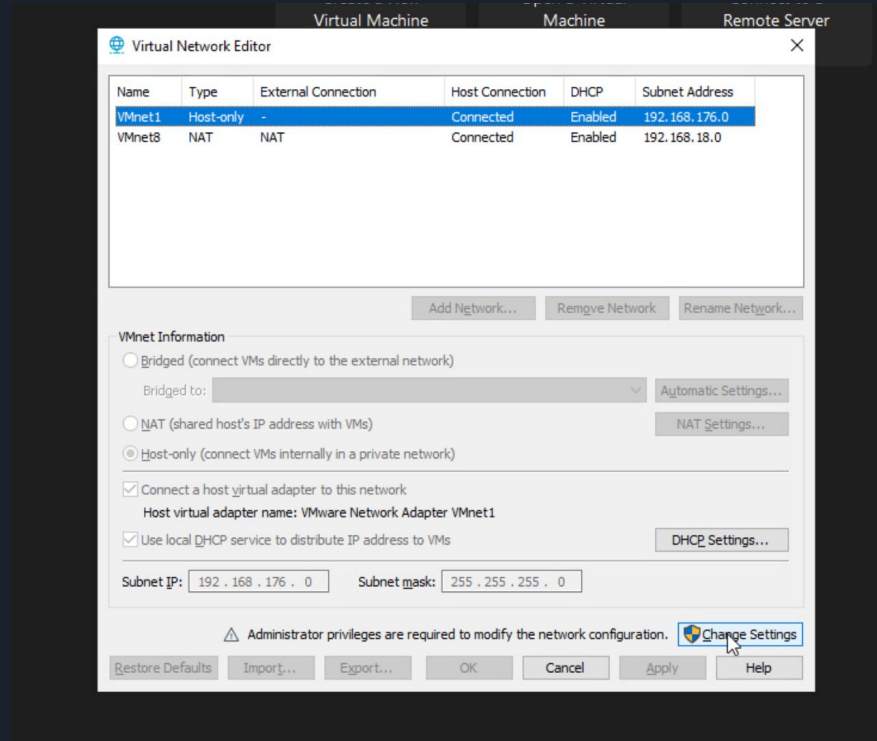 Virtual Machine
Machine
Remote Server
Virtual Network Editor
Name Type External Connection Host Connection DHCP Subnet Address
VMnet1 Host-only - Connected Enabled 192.168.176.0
VMnet8 NAT NAT Connected Enabled 192.168.18.0
Add Network... Remove Network Rename Network...
VMnet Information
Bridged (connect VMs directly to the external network)
Bridged to: Automatic Settings...
NAT (shared host's IP address with VMs) NAT Settings...
Host-only (connect VMs internally in a private network)
Connect a host virtual adapter to this network
Host virtual adapter name: VMware Network Adapter VMnet1
Use local DHCP service to distribute IP address to VMs DHCP Settings...
Subnet IP: 192 . 168 . 176 . 0 Subnet mask: 255 . 255 . 255 . 0
Administrator privileges are required to modify the network configuration. Change Settings
Restore Defaults Import... Export... OK Cancel Apply Help